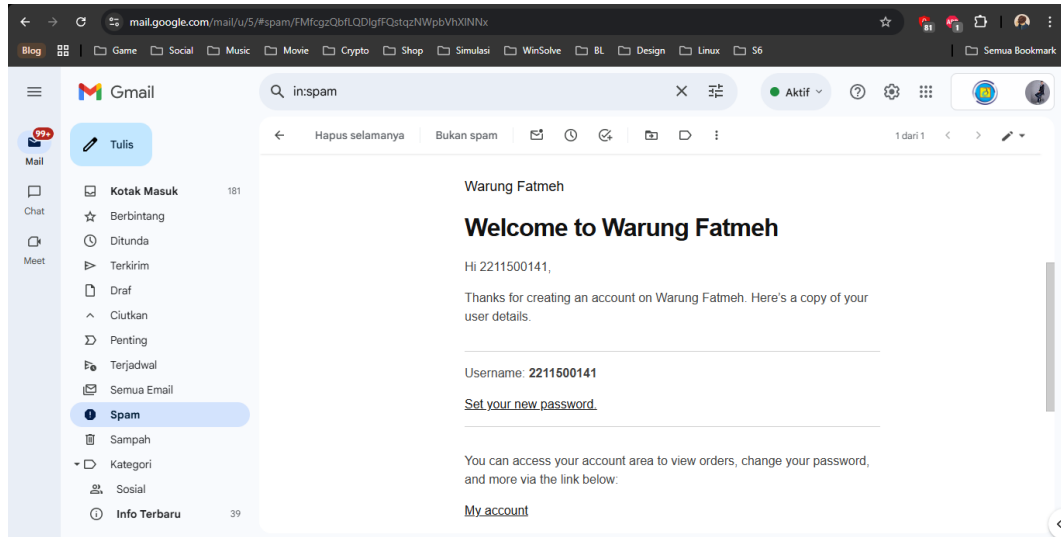 mail.google.com/mail/u/5/#spam/FMfcgzQbfLQDlgfFQstqzNWpbVhXlNNx
81
1
Blog Game Social Music Movie Crypto Shop Simulasi WinSolve BL Design Linux S6 Semua Bookmark
Gmail
in:spam
Aktif
99+
Mail
Chat
Meet
Tulis
Kotak Masuk 181
Berbintang
Ditunda
Terkirim
Draf
Ciutkan
Penting
Terjadwal
Semua Email
Spam
Sampah
Kategori
Sosial
Info Terbaru 39
Hapus selamanya Bukan spam 1 dari 1
Warung Fatmeh
Welcome to Warung Fatmeh
Hi 2211500141,
Thanks for creating an account on Warung Fatmeh. Here’s a copy of your
user details.
Username: 2211500141
Set your new password.
You can access your account area to view orders, change your password,
and more via the link below:
My account